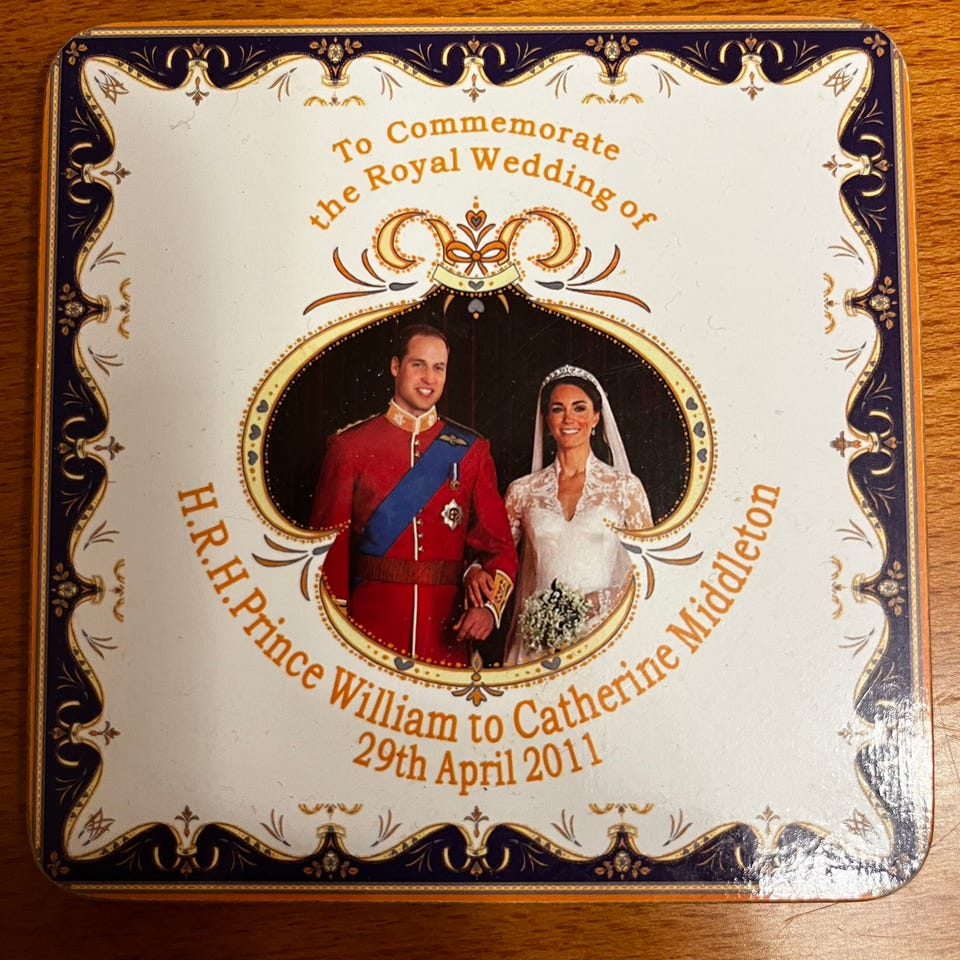 To Commemorate
the Royal Wedding of
H.R.H.Prince William to Catherine Middleton
29th April 2011